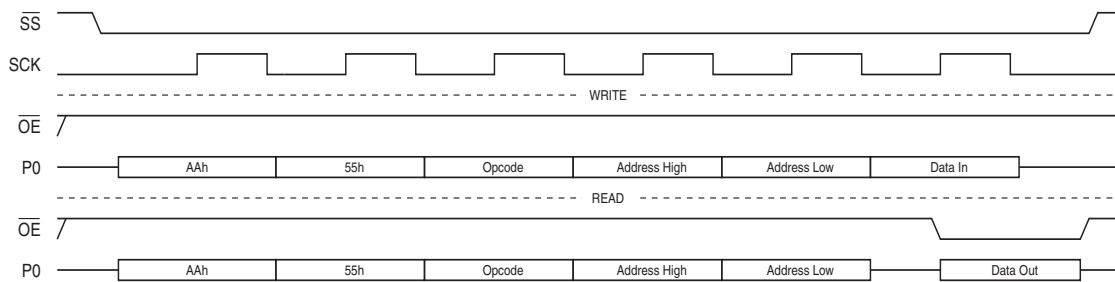 SS
SCK
WRITE
OE
P0 AAh 55h Opcode Address High Address Low Data In
READ
OE
P0 AAh 55h Opcode Address High Address Low Data Out